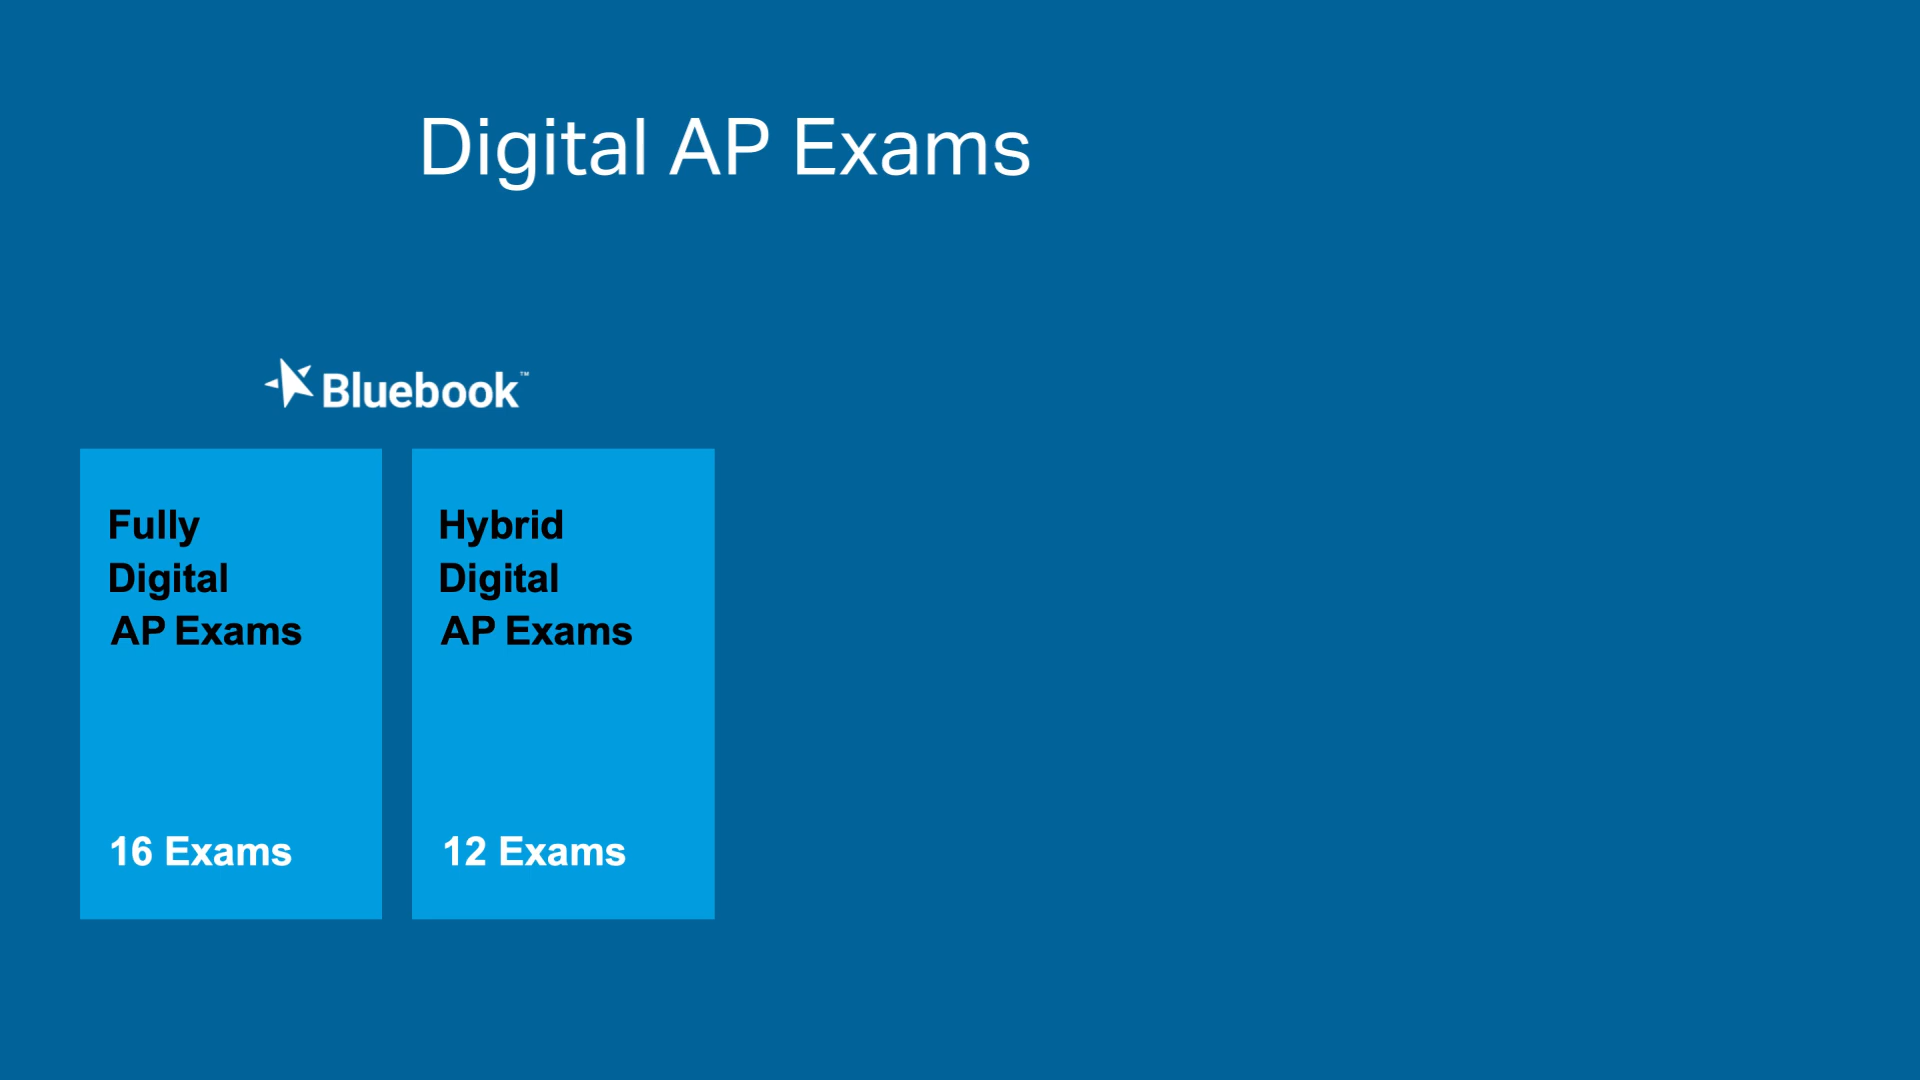 Digital AP Exams
Bluebook™
Fully
Digital
AP Exams
16 Exams
Hybrid
Digital
AP Exams
12 Exams